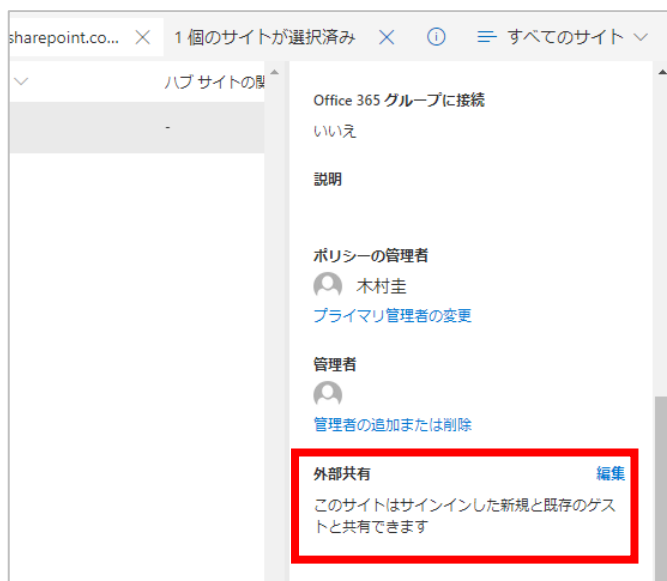 sharepoint.co... × 1 個のサイトが選択済み × すべてのサイト
ハブ サイトの関
-
Office 365 グループに接続
いいえ
説明
ポリシーの管理者
木村圭
プライマリ管理者の変更
管理者
管理者の追加または削除
外部共有 編集
このサイトはサインインした新規と既存のゲス
トと共有できます